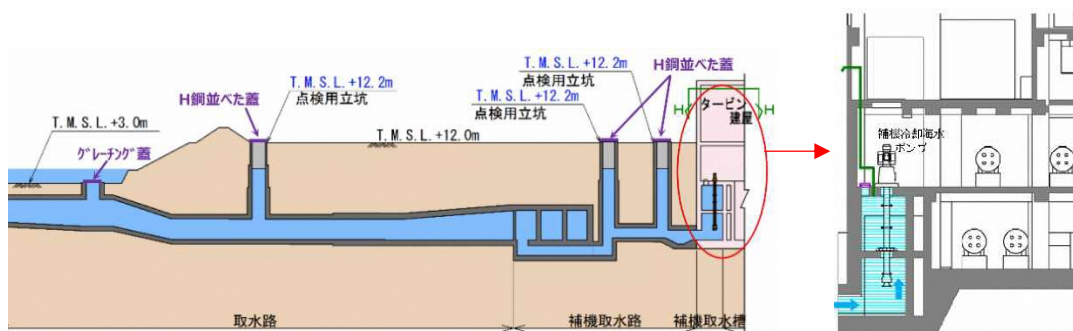 T.M.S.L.+12.2m
点検用立坑
H鋼並べた蓋
T.M.S.L.+12.2m
点検用立坑
H鋼並べた蓋
T.M.S.L.+12.2m
点検用立坑
タービン
建屋
T.M.S.L.+3.0m
T.M.S.L.+12.0m
グレーチング蓋
取水路
補機取水路
補機取水槽
補機冷却海水
ポンプ